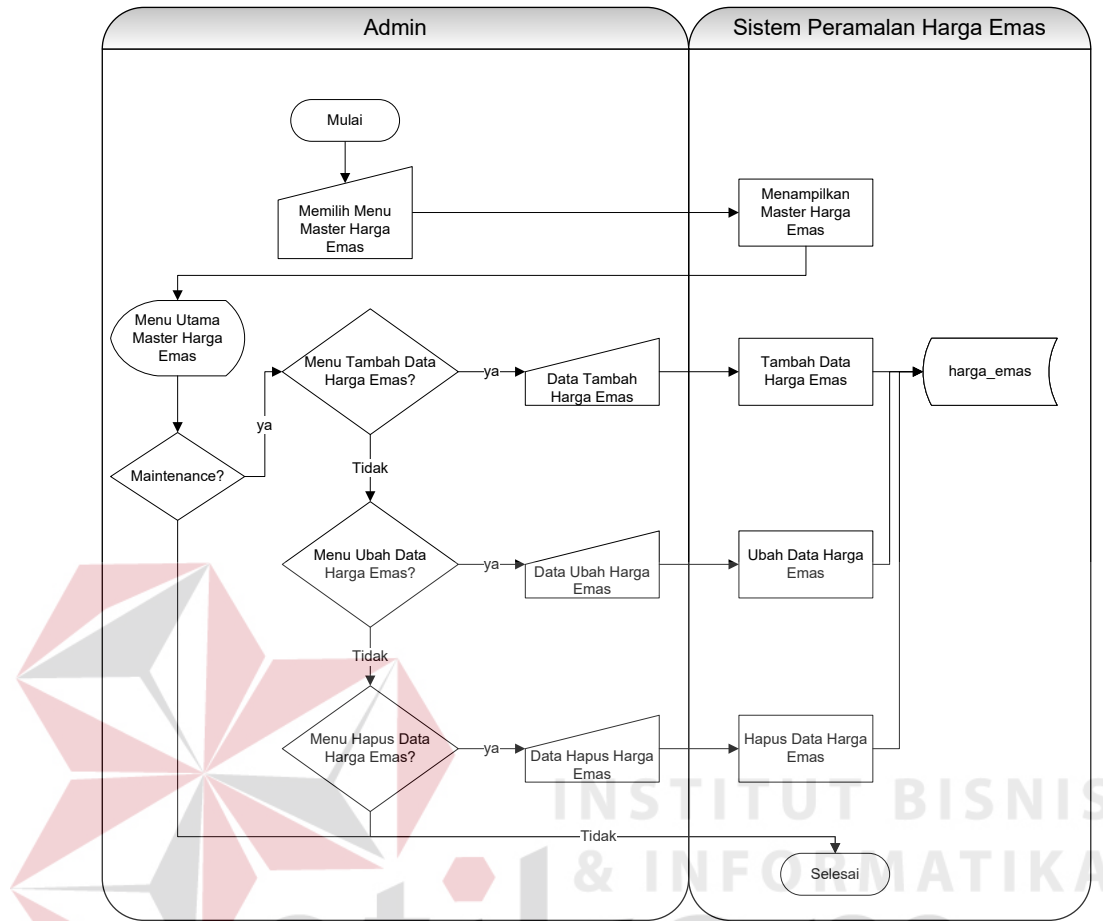 Admin
Sistem Peramalan Harga Emas
Mulai
Memilih Menu
Master Harga
Emas
Menampilkan
Master Harga
Emas
Menu Utama
Master Harga
Emas
Menu Tambah Data
Harga Emas?
ya
Data Tambah
Harga Emas
Tambah Data
Harga Emas
harga_emas
ya
Maintenance?
Tidak
Menu Ubah Data
Harga Emas?
ya
Data Ubah Harga
Emas
Ubah Data Harga
Emas
Tidak
Menu Hapus Data
Harga Emas?
ya
Data Hapus Harga
Emas
Hapus Data Harga
Emas
INSTITUT BISNIS
Tidak
& INFORMATIKA
Selesai